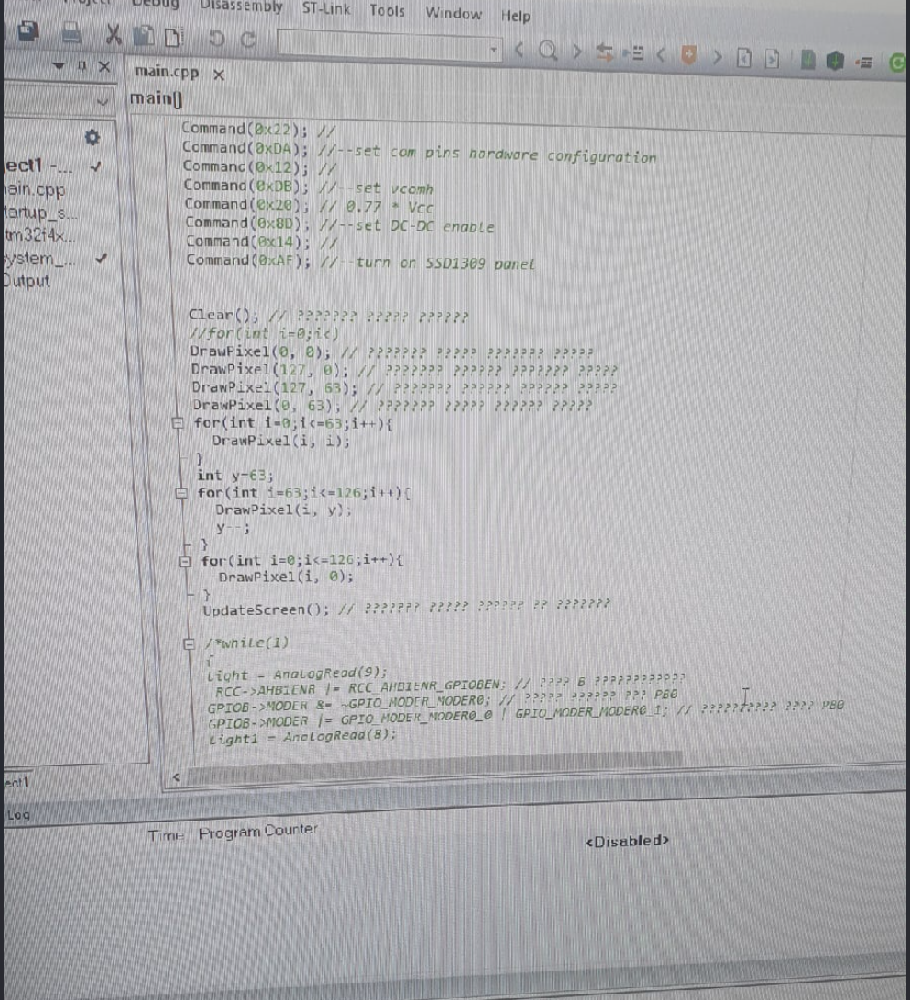 Debug Disassembly ST-Link Tools Window Help
main.cpp
main()
Command(0x22); //
Command(0xDA); //--set com pins hardware configuration
Command(0x12); //
Command(0xDB); //--set vcomh
Command(0x20); // 0.77 * Vcc
Command(0x8D); //--set DC-DC enable
Command(0x14); //
Command(0xAF); //--turn on SSD1309 panel
Clear(); // ??????? ????? ??????
//for(int i=0;i<)
DrawPixel(0, 0); // ??????? ????? ??????? ?????
DrawPixel(127, 0); // ??????? ?????? ??????? ?????
DrawPixel(127, 63); // ??????? ?????? ?????? ?????
DrawPixel(0, 63); // ??????? ????? ?????? ?????
for(int i=0;i<=63;i++){
DrawPixel(i, i);
}
int y=63;
for(int i=63;i<=126;i++){
DrawPixel(i, y);
y--;
}
for(int i=0;i<=126;i++){
DrawPixel(i, 0);
}
UpdateScreen(); // ??????? ????? ?????? ?? ???????
/*while(1)
{
Light = AnalogRead(9);
RCC->AHB1ENR |= RCC_AHB1ENR_GPIOBEN; // ???? B ????????????
GPIOB->MODER &= ~GPIO_MODER_MODER0; // ????? ?????? ??? PB0
GPIOB->MODER |= GPIO_MODER_MODER0_0 | GPIO_MODER_MODER0_1; // ?????????? ???? PB0
Light1 = AnalogRead(8);
ect1 -...
ain.cpp
tartup_s...
tm32f4x...
ystem_...
Output
ect1
Log
Time Program Counter
<Disabled>